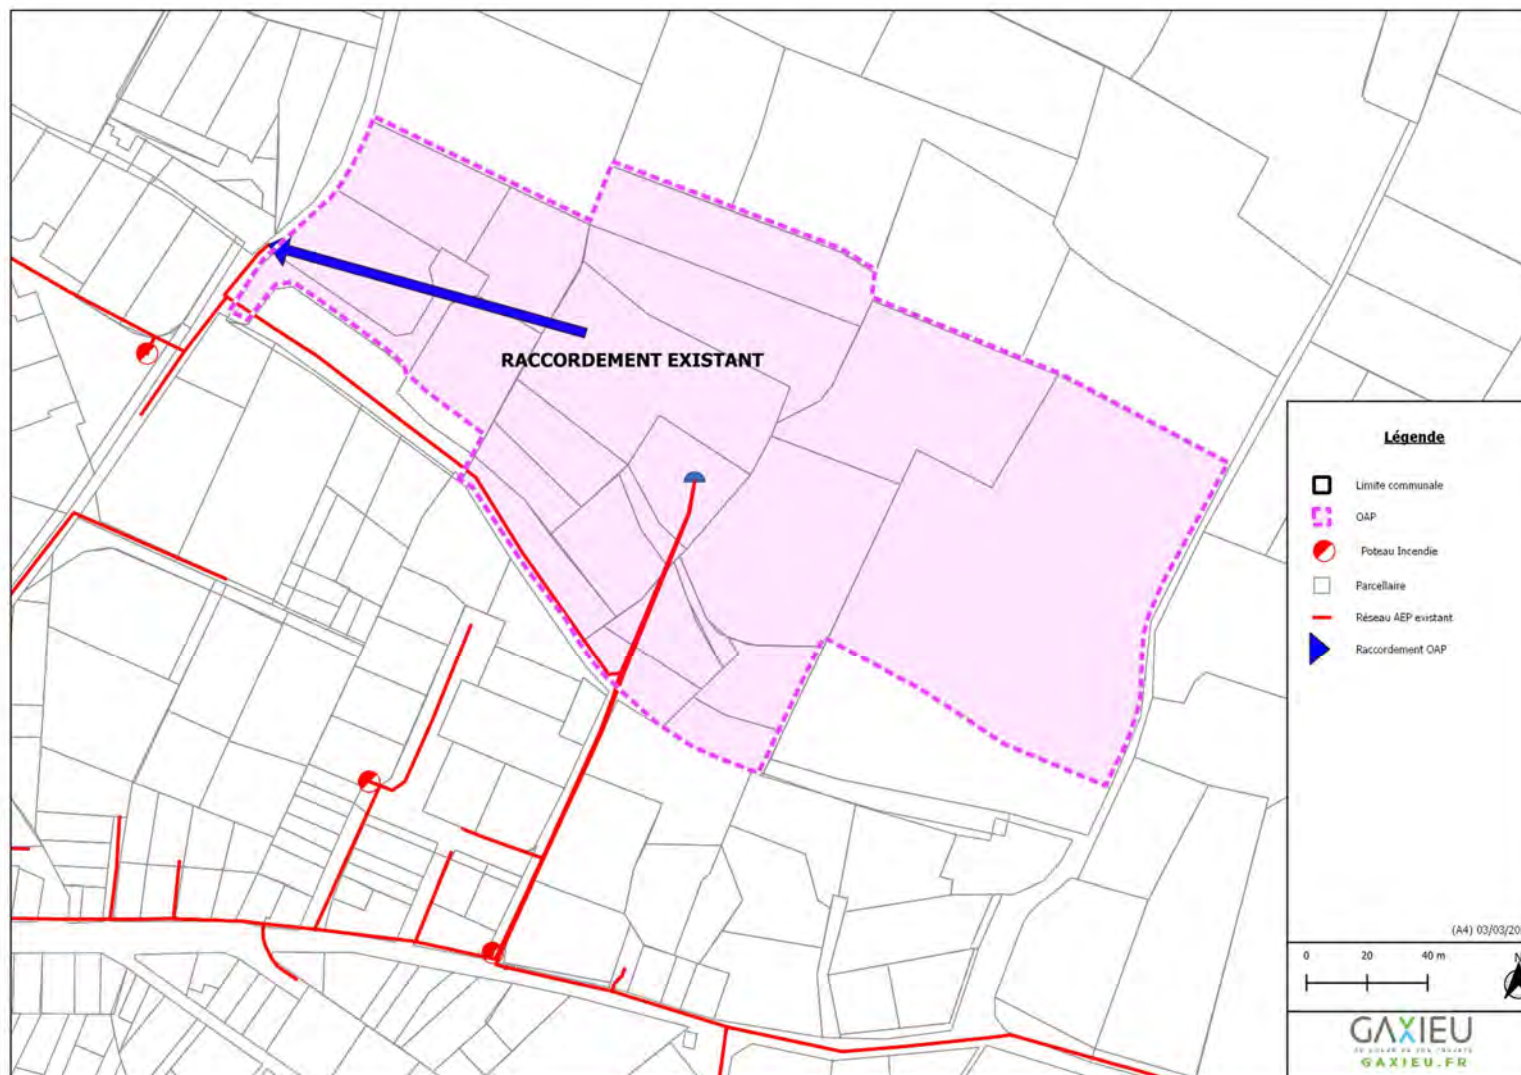 RACCORDEMENT EXISTANT
Légende
Limite communale
OAP
Poteau Incendie
Parcellaire
Réseau AEP existant
Raccordement OAP
(A4) 03/03/20
0 20 40 m
N
GAXIEU
GAXIEU.FR